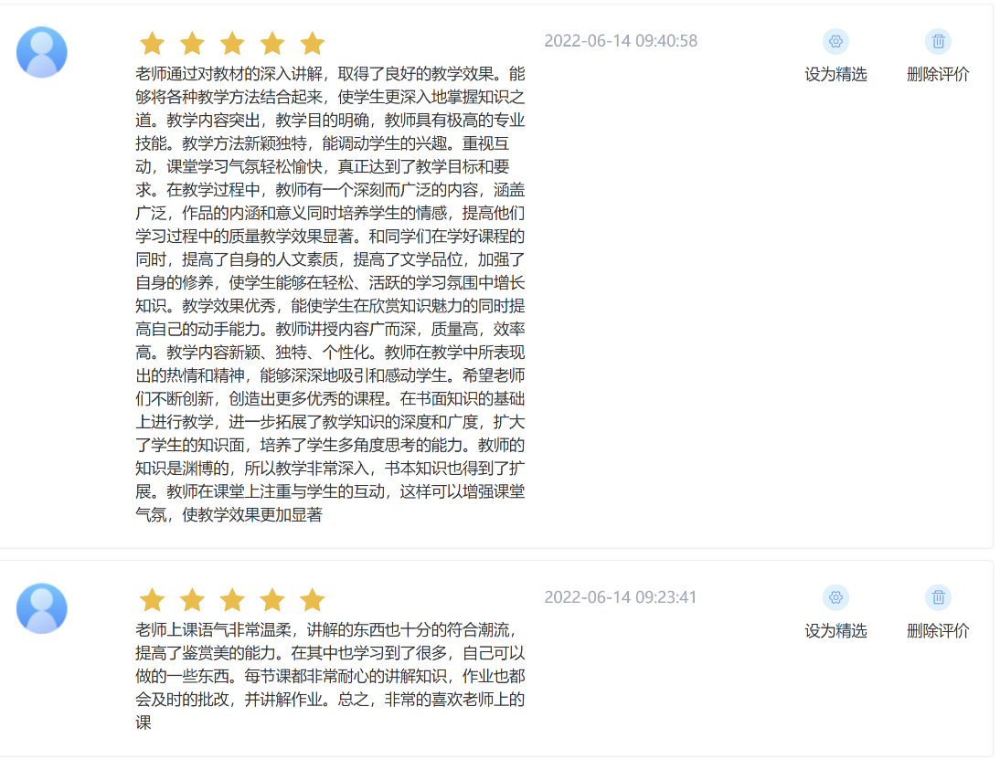 2022-06-14 09:40:58
设为精选
删除评价
老师通过对教材的深入讲解，取得了良好的教学效果。能
够将各种教学方法结合起来，使学生更深入地掌握知识之
道。教学内容突出，教学目的明确，教师具有极高的专业
技能。教学方法新颖独特，能调动学生的兴趣。重视互
动，课堂学习气氛轻松愉快，真正达到了教学目标和要
求。在教学过程中，教师有一个深刻而广泛的内容，涵盖
广泛，作品的内涵和意义同时培养学生的情感，提高他们
学习过程中的质量教学效果显著。和同学们在学好课程的
同时，提高了自身的人文素质，提高了文学品位，加强了
自身的修养，使学生能够在轻松、活跃的学习氛围中增长
知识。教学效果优秀，能使学生在欣赏知识魅力的同时提
高自己的动手能力。教师讲授内容广而深，质量高，效率
高。教学内容新颖、独特、个性化。教师在教学中所表现
出的热情和精神，能够深深地吸引和感动学生。希望老师
们不断创新，创造出更多优秀的课程。在书面知识的基础
上进行教学，进一步拓展了教学知识的深度和广度，扩大
了学生的知识面，培养了学生多角度思考的能力。教师的
知识是渊博的，所以教学非常深入，书本知识也得到了扩
展。教师在课堂上注重与学生的互动，这样可以增强课堂
气氛，使教学效果更加显著
2022-06-14 09:23:41
设为精选
删除评价
老师上课语气非常温柔，讲解的东西也十分的符合潮流，
提高了鉴赏美的能力。在其中也学习到了很多，自己可以
做的一些东西。每节课都非常耐心的讲解知识，作业也都
会及时的批改，并讲解作业。总之，非常的喜欢老师上的
课